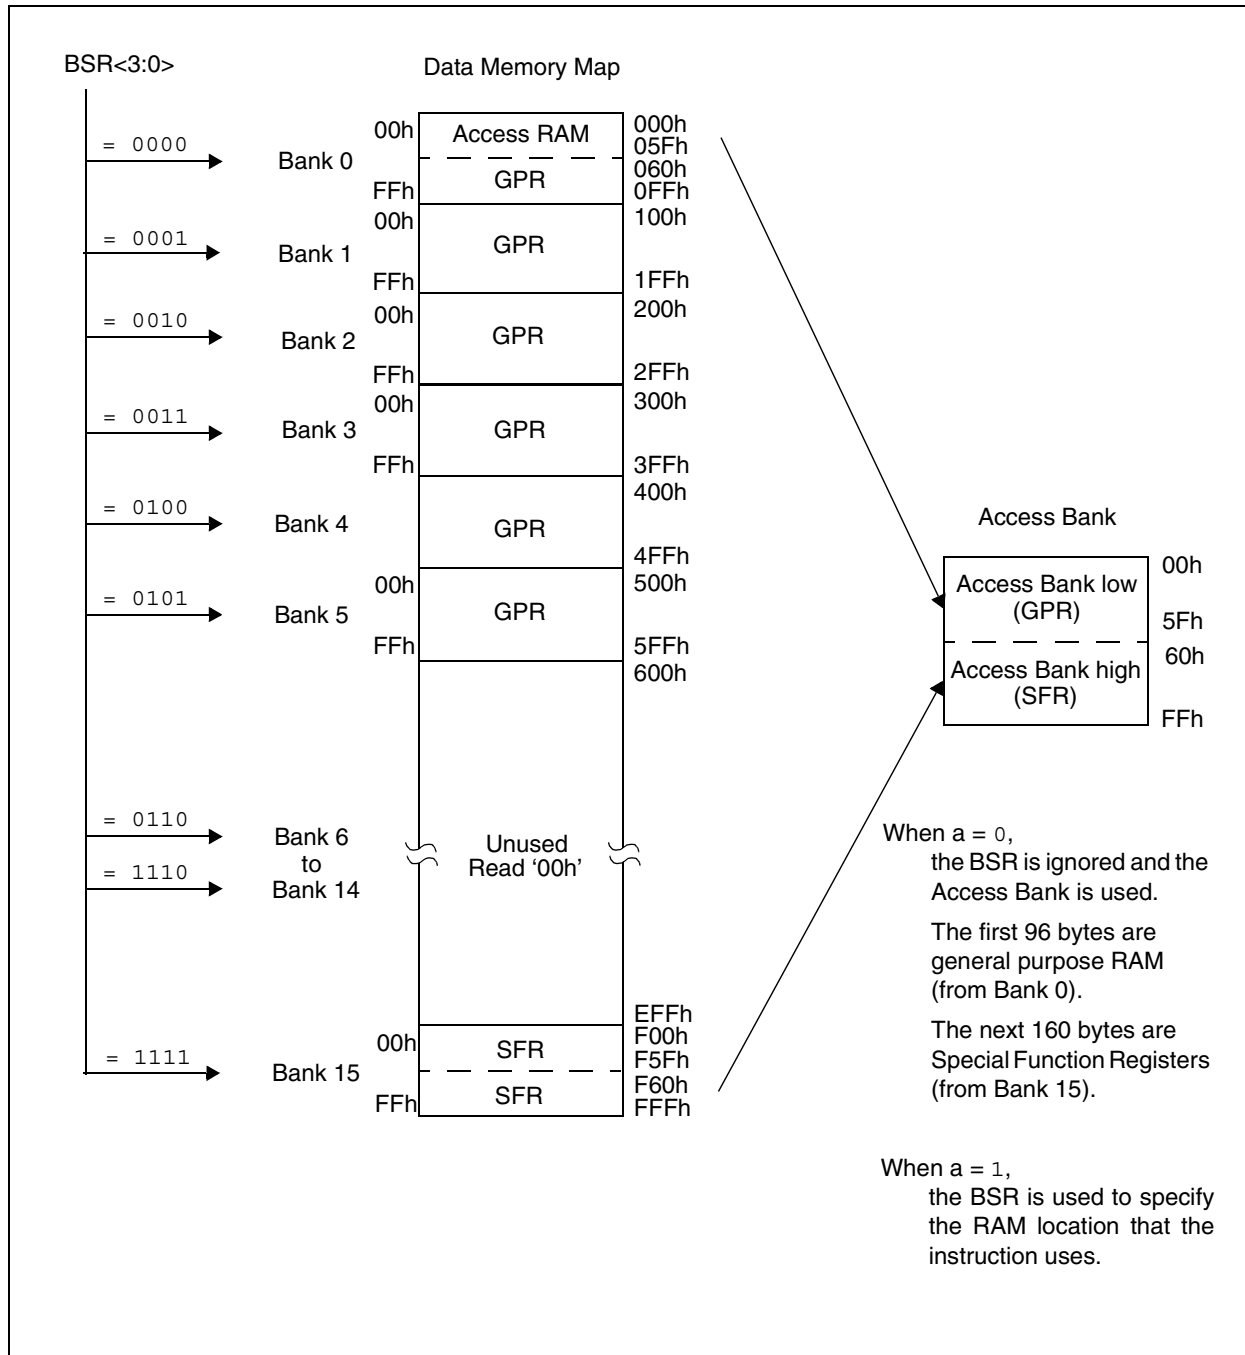 BSR<3:0>
Data Memory Map
= 0000
Bank 0
00h
FFh
Access RAM
GPR
000h
05Fh
060h
0FFh
= 0001
Bank 1
00h
FFh
GPR
100h
1FFh
= 0010
Bank 2
00h
FFh
GPR
200h
2FFh
= 0011
Bank 3
00h
FFh
GPR
300h
3FFh
= 0100
Bank 4
GPR
400h
4FFh
= 0101
Bank 5
00h
FFh
GPR
500h
5FFh
600h
= 0110
= 1110
Bank 6
to
Bank 14
Unused
Read ‘00h’
EFFh
= 1111
Bank 15
00h
FFh
SFR
SFR
F00h
F5Fh
F60h
FFFh
Access Bank
Access Bank low
(GPR)
Access Bank high
(SFR)
00h
5Fh
60h
FFh
When a = 0,
the BSR is ignored and the
Access Bank is used.
The first 96 bytes are
general purpose RAM
(from Bank 0).
The next 160 bytes are
Special Function Registers
(from Bank 15).
When a = 1,
the BSR is used to specify
the RAM location that the
instruction uses.